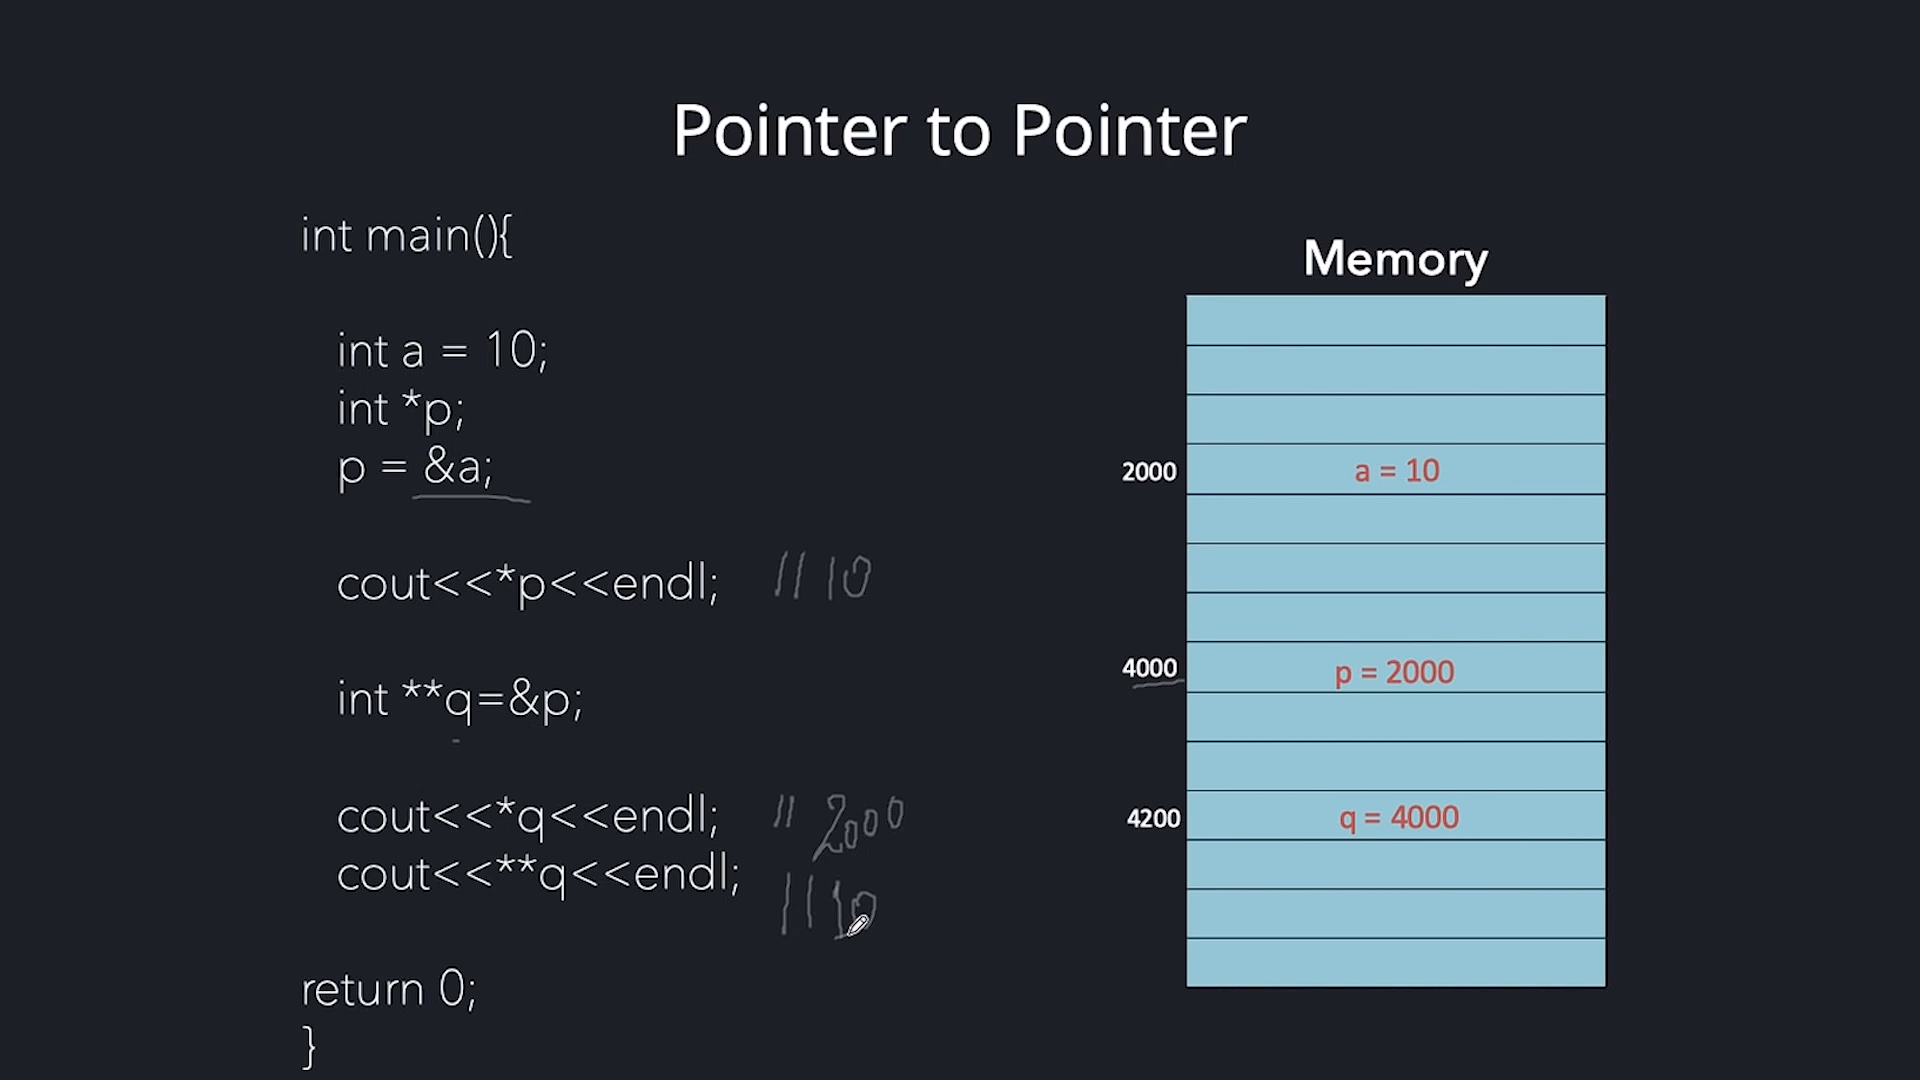 Pointer to Pointer
int main(){
int a = 10;
int *p;
p = &a;
cout<<*p<<endl; // 10
int **q=&p;
cout<<*q<<endl; // 2000
cout<<**q<<endl; // 10
return 0;
}
Memory
2000 a = 10
4000 p = 2000
4200 q = 4000